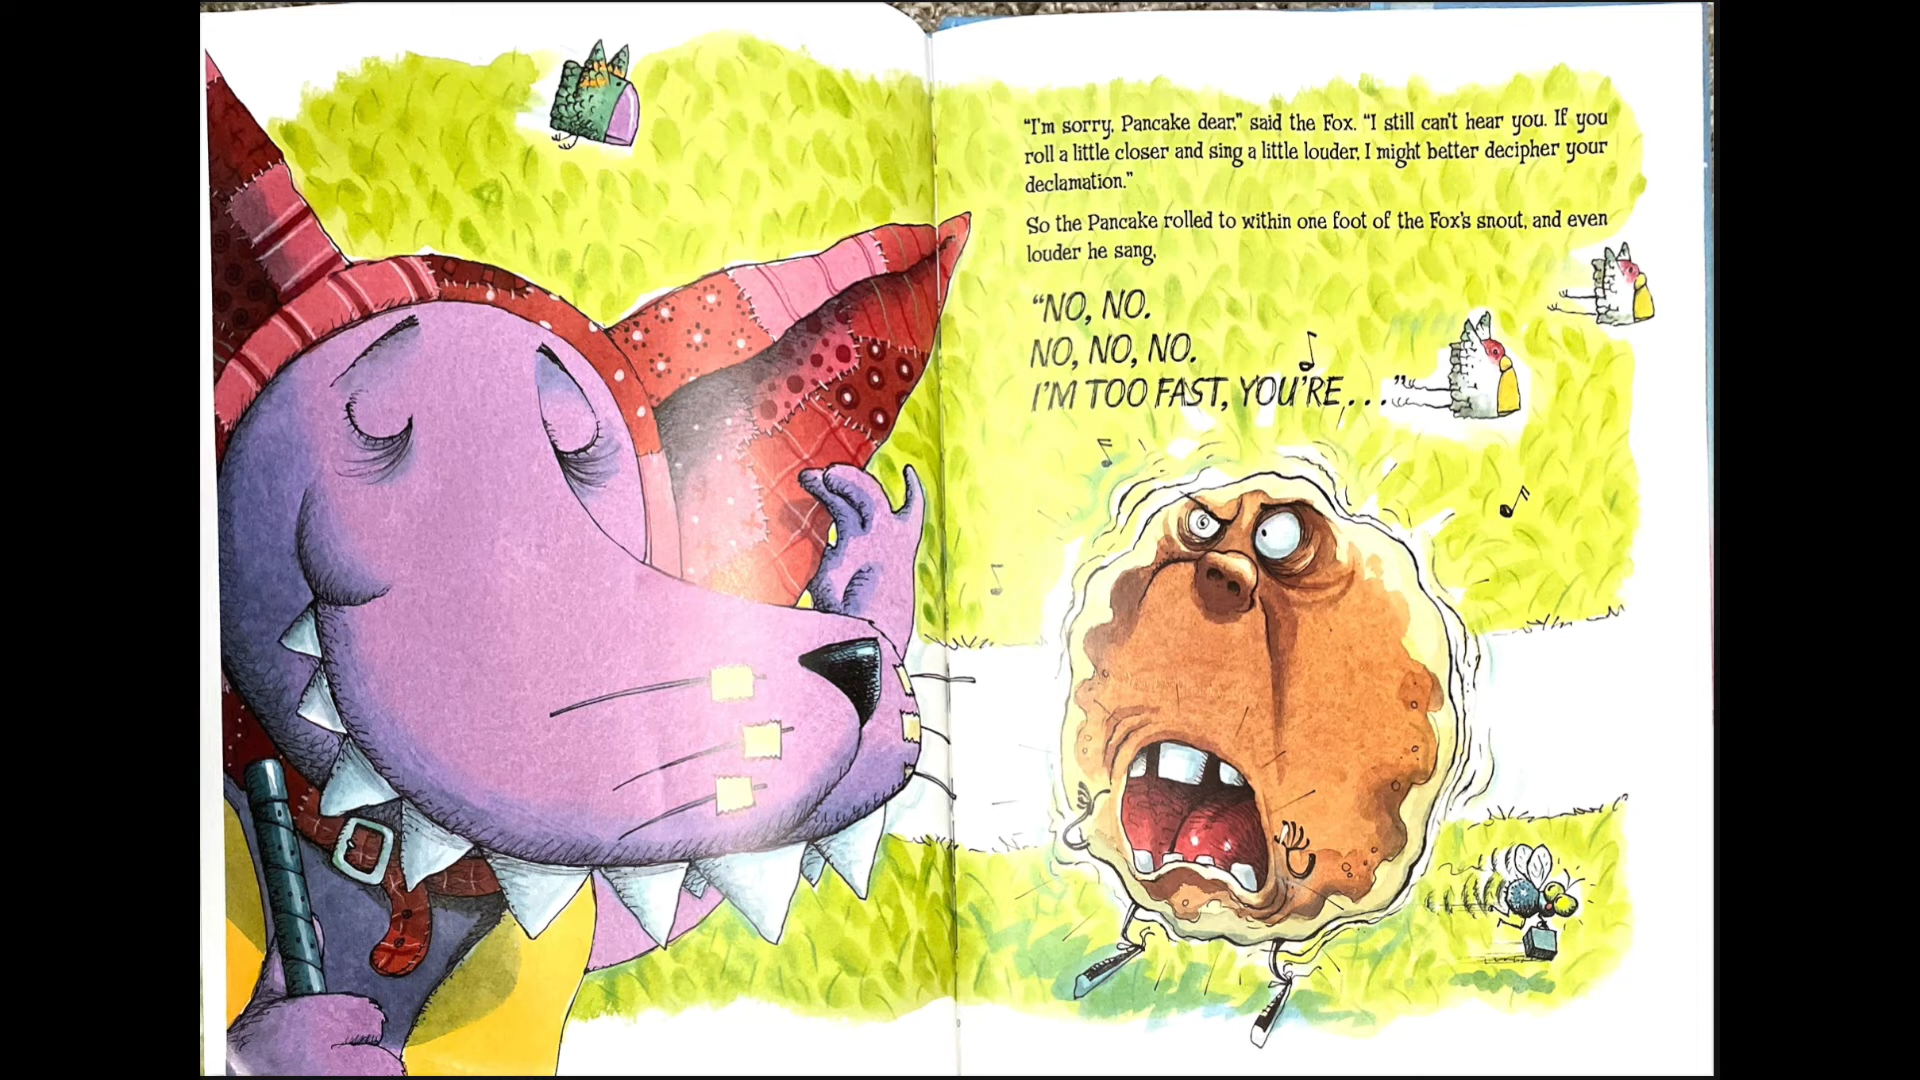 “I'm sorry, Pancake dear,” said the Fox. “I still can't hear you. If you
roll a little closer and sing a little louder, I might better decipher your
declamation.”
So the Pancake rolled to within one foot of the Fox's snout, and even
louder he sang,
“NO, NO.
NO, NO, NO.
I'M TOO FAST, YOU'RE . . .”